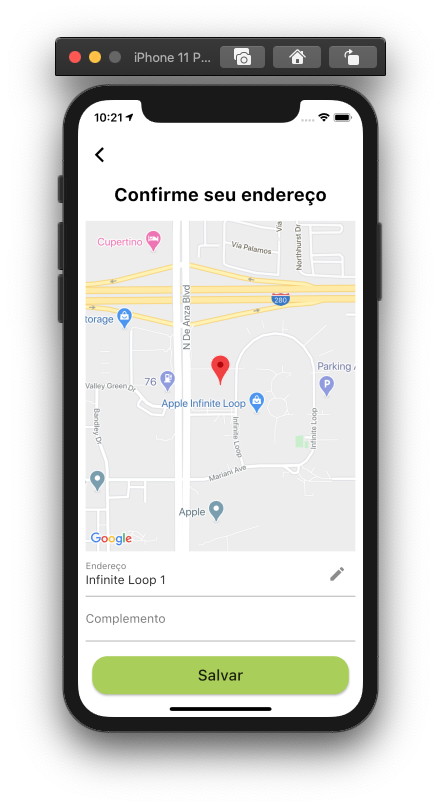 iPhone 11 P...
10:21
Confirme seu endereço
Via
Northhurst Dr
Via Palamos
Cupertino
280
N De Anza Blvd
torage
76
Parking A
Valley Green Dr
Apple Infinite Loop
Bandley Dr
Infinite Loop
Infinite Loop
Mariani Ave
Apple
Google
Endereço
Infinite Loop 1
Complemento
Salvar